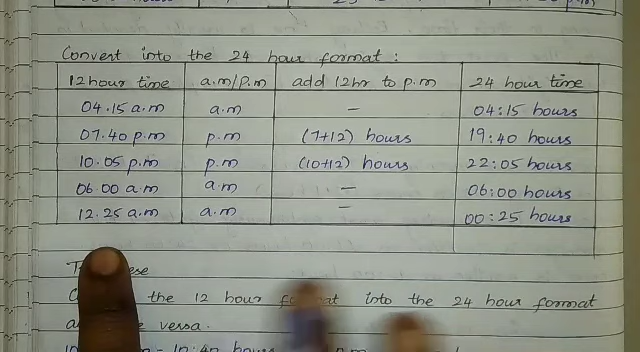 Convert into the 24 hour format :
12hour time a.m/p.m add 12hr to p.m 24 hour time
04.15 a.m a.m – 04:15 hours
07.40 p.m p.m (7+12) hours 19:40 hours
10.05 p.m p.m (10+12) hours 22:05 hours
06.00 a.m a.m – 06:00 hours
12.25 a.m a.m – 00:25 hours
the 12 hour into the 24 hour format
versa.